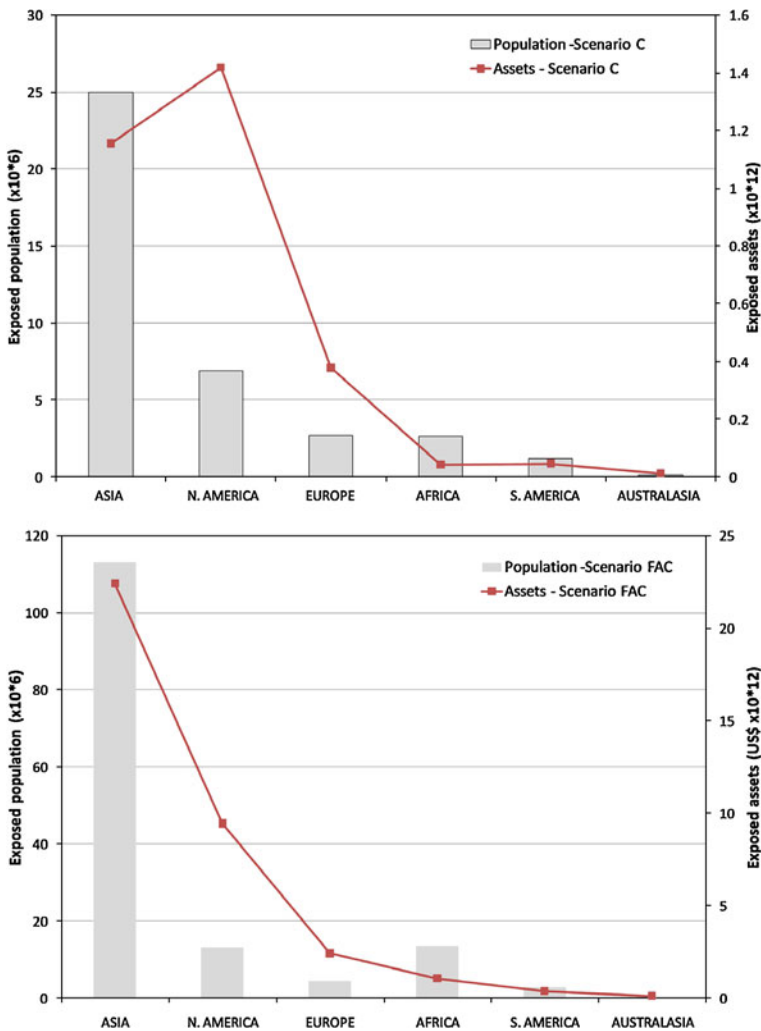 30
25
20
15
10
5
0
Exposed population (x10*6)
Population -Scenario C
Assets - Scenario C
1.6
1.4
1.2
1
0.8
0.6
0.4
0.2
0
Exposed assets (x10*12)
ASIA N. AMERICA EUROPE AFRICA S. AMERICA AUSTRALASIA
120
100
80
60
40
20
0
Exposed population (x10*6)
Population -Scenario FAC
Assets - Scenario FAC
25
20
15
10
5
0
Exposed assets (US$ x10*12)
ASIA N. AMERICA EUROPE AFRICA S. AMERICA AUSTRALASIA